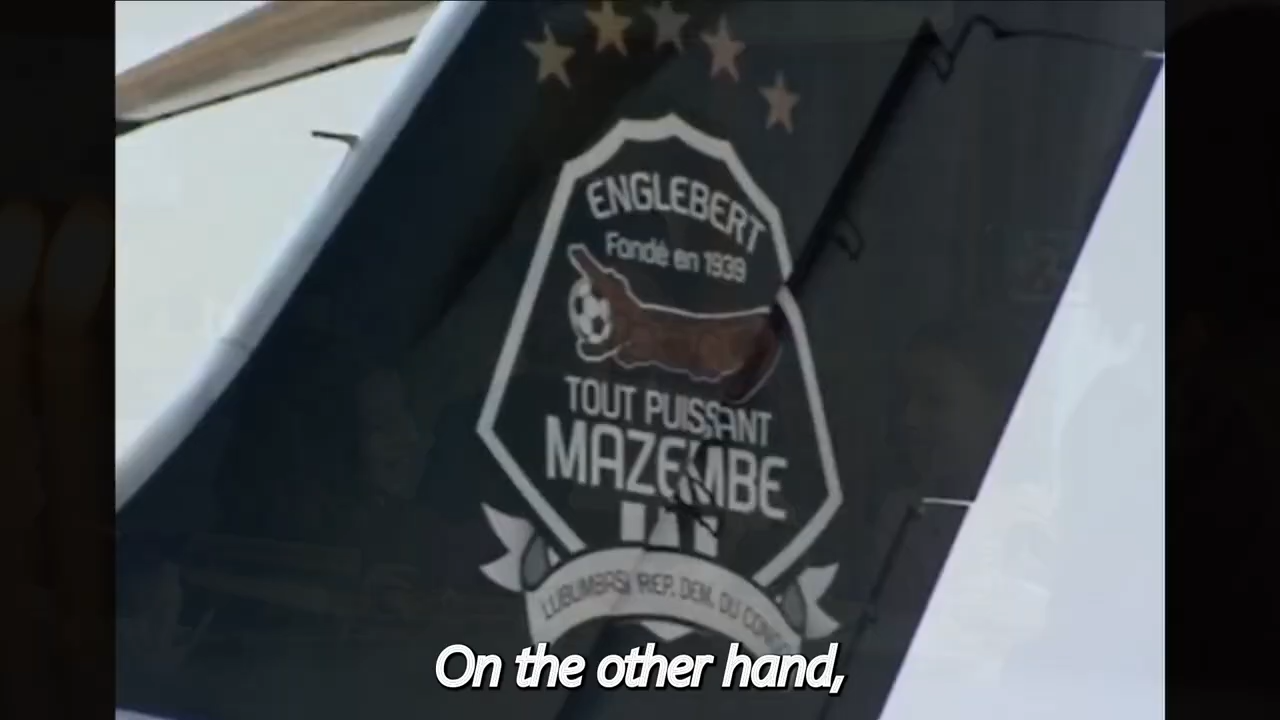 ENGLEBERT
Fondé en 1939
TOUT PUISSANT
MAZEMBE
LUBUMBASI REP. DEM. DU CONGO
On the other hand,